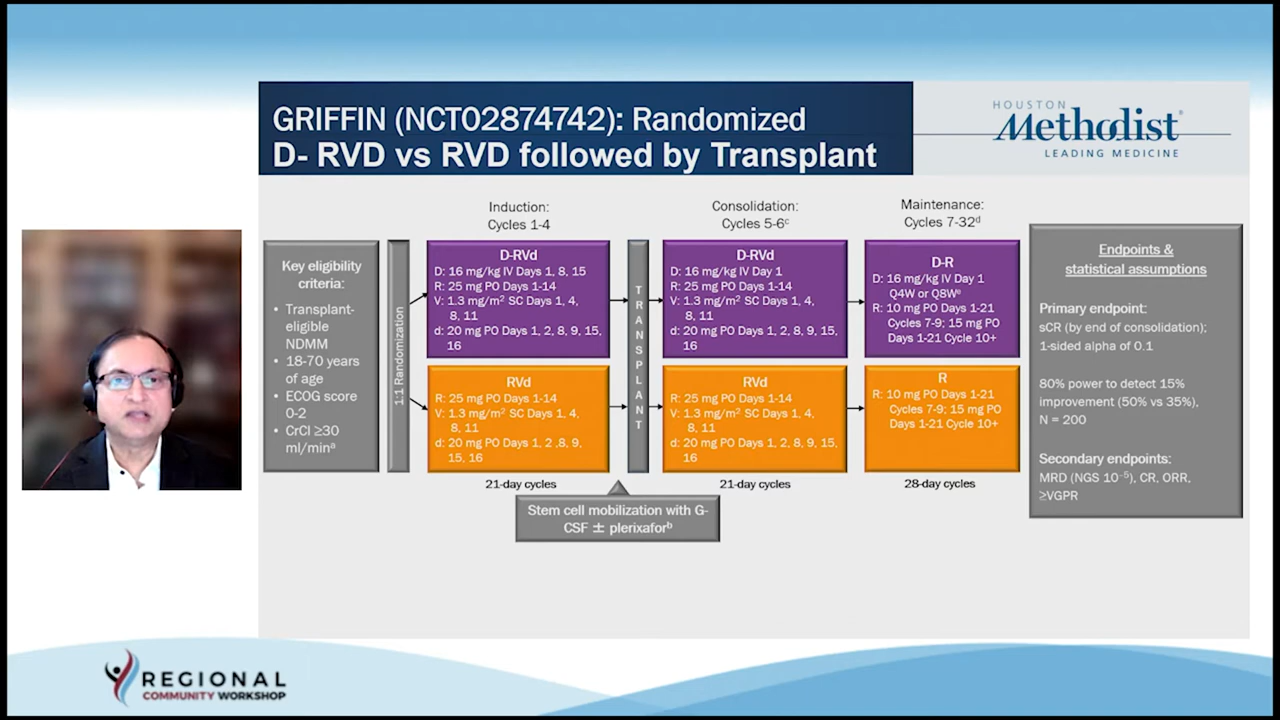 GRIFFIN (NCT02874742): Randomized
D- RVD vs RVD followed by Transplant
HOUSTON
Methodist®
LEADING MEDICINE
Induction:
Cycles 1-4
Consolidation:
Cycles 5-6ᶜ
Maintenance:
Cycles 7-32ᵈ
Key eligibility
criteria:
• Transplant-
eligible
NDMM
• 18-70 years
of age
• ECOG score
0-2
• CrCl ≥30
ml/minᵃ
1:1 Randomization
D-RVd
D: 16 mg/kg IV Days 1, 8, 15
R: 25 mg PO Days 1-14
V: 1.3 mg/m² SC Days 1, 4,
8, 11
d: 20 mg PO Days 1, 2, 8, 9, 15,
16
RVd
R: 25 mg PO Days 1-14
V: 1.3 mg/m² SC Days 1, 4,
8, 11
d: 20 mg PO Days 1, 2 ,8, 9,
15, 16
21-day cycles
TRANSPLANT
Stem cell mobilization with G-
CSF ± plerixaforᵇ
D-RVd
D: 16 mg/kg IV Day 1
R: 25 mg PO Days 1-14
V: 1.3 mg/m² SC Days 1, 4,
8, 11
d: 20 mg PO Days 1, 2, 8, 9, 15,
16
RVd
R: 25 mg PO Days 1-14
V: 1.3 mg/m² SC Days 1, 4,
8, 11
d: 20 mg PO Days 1, 2, 8, 9, 15,
16
21-day cycles
D-R
D: 16 mg/kg IV Day 1
Q4W or Q8Wᵉ
R: 10 mg PO Days 1-21
Cycles 7-9; 15 mg PO
Days 1-21 Cycle 10+
R
R: 10 mg PO Days 1-21
Cycles 7-9; 15 mg PO
Days 1-21 Cycle 10+
28-day cycles
Endpoints &
statistical assumptions
Primary endpoint:
sCR (by end of consolidation);
1-sided alpha of 0.1
80% power to detect 15%
improvement (50% vs 35%),
N = 200
Secondary endpoints:
MRD (NGS 10⁻⁵), CR, ORR,
≥VGPR
REGIONAL
COMMUNITY WORKSHOP